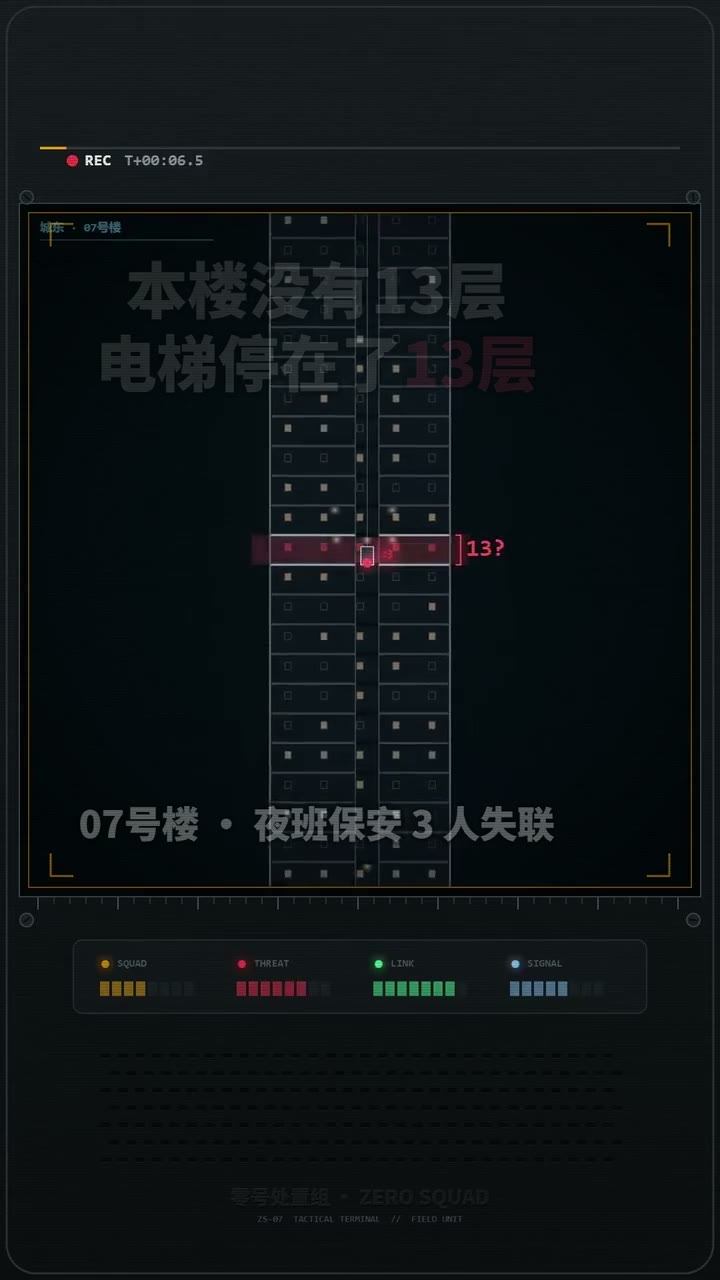 REC T+00:06.5
城东 · 07号楼
本楼没有13层
电梯停在了13层
13?
07号楼 · 夜班保安 3 人失联
SQUAD THREAT LINK SIGNAL
零号处置组 · ZERO SQUAD
ZS-07 TACTICAL TERMINAL // FIELD UNIT